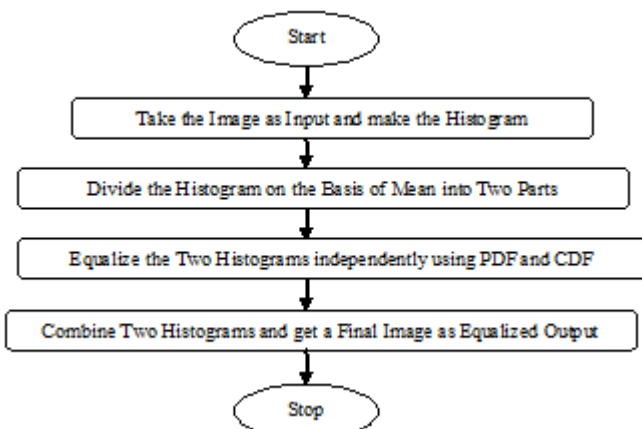 Start
Take the Image as Input and make the Histogram
Divide the Histogram on the Basis of Mean into Two Parts
Equalize the Two Histograms independently using PDF and CDF
Combine Two Histograms and get a Final Image as Equalized Output
Stop